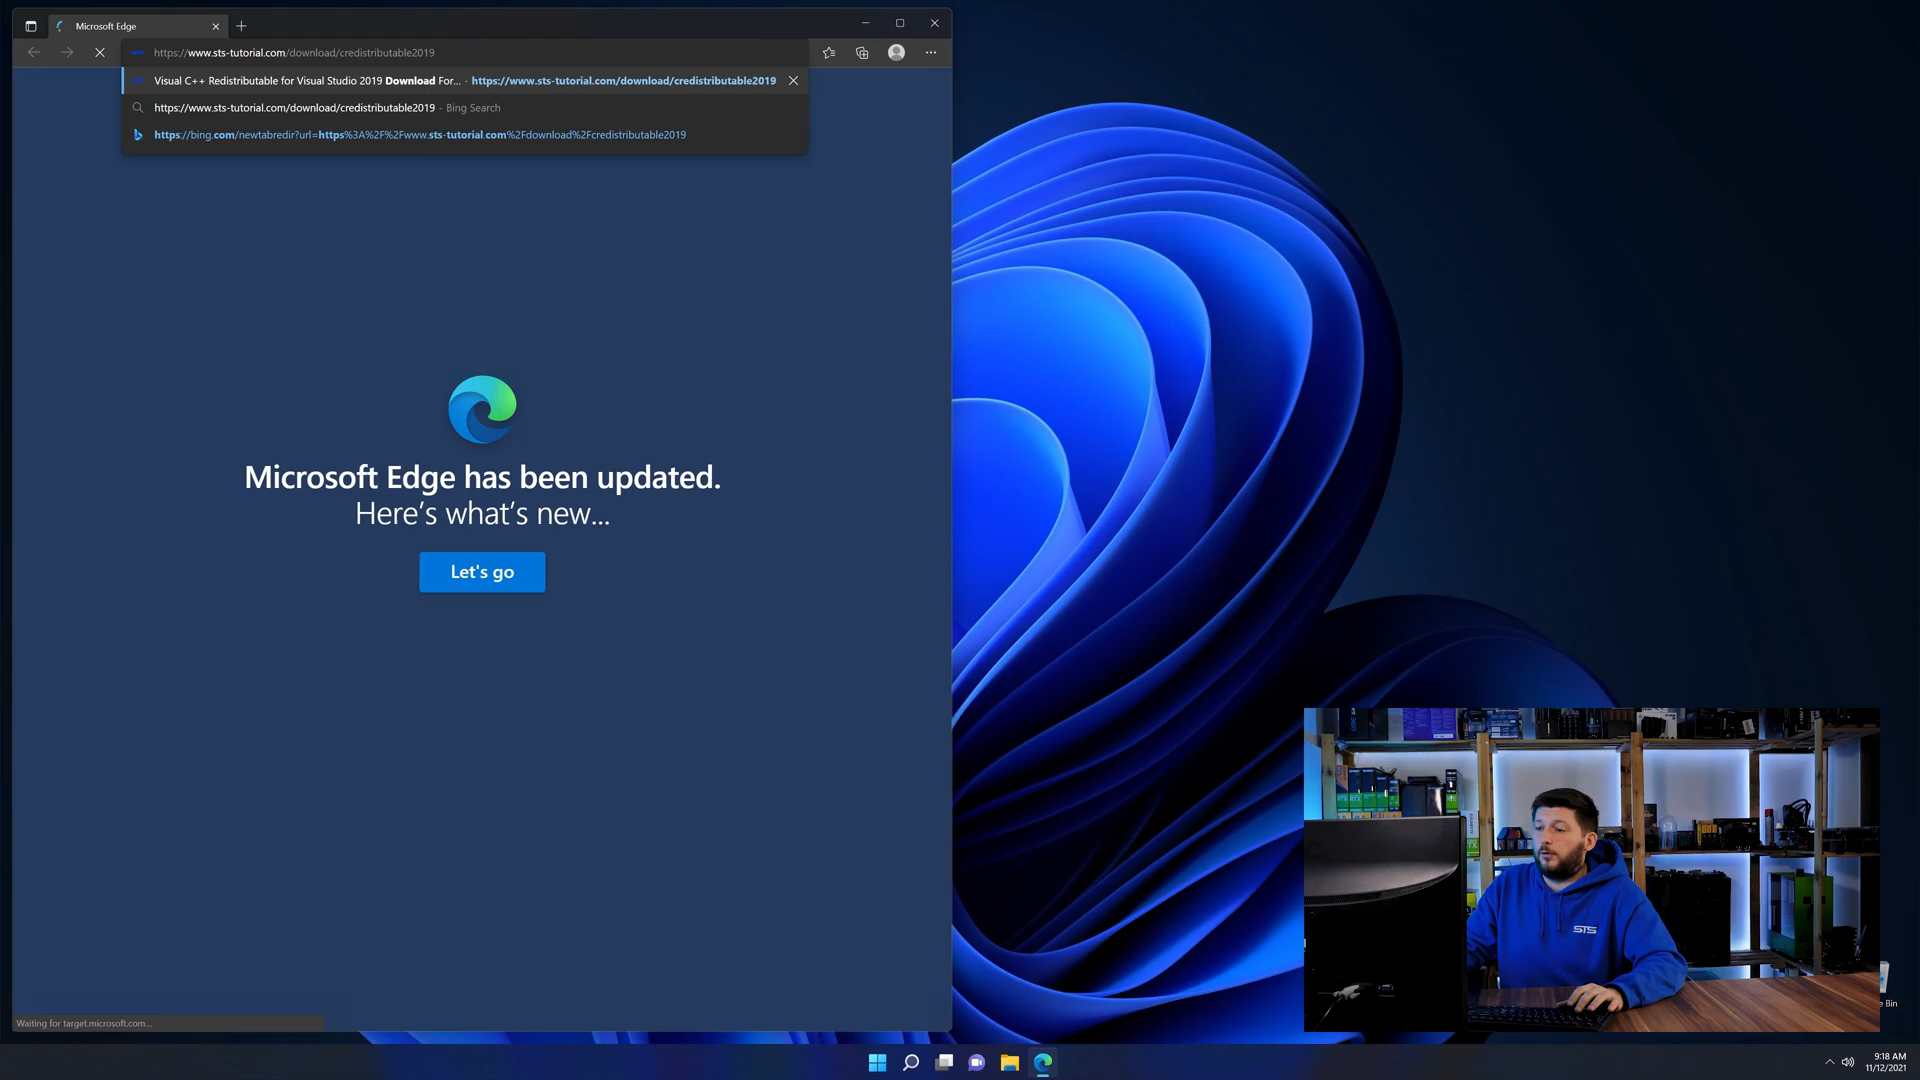 Microsoft Edge
https://www.sts-tutorial.com/download/credistributable2019
Visual C++ Redistributable for Visual Studio 2019 Download For... - https://www.sts-tutorial.com/download/credistributable2019
https://www.sts-tutorial.com/download/credistributable2019 - Bing Search
https://bing.com/newtabredir?url=https%3A%2F%2Fwww.sts-tutorial.com%2Fdownload%2Fcredistributable2019
Microsoft Edge has been updated.
Here's what's new...
Let's go
STS
e Bin
Waiting for target.microsoft.com...
9:18 AM
11/12/2021